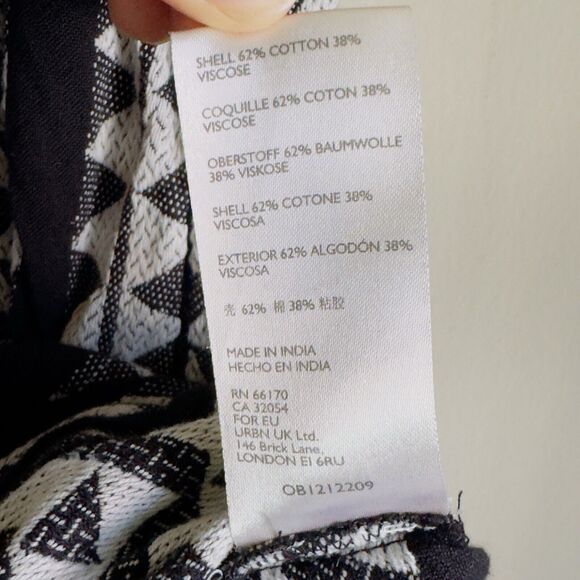 SHELL 62% COTTON 38%
VISCOSE
COQUILLE 62% COTON 38%
VISCOSE
OBERSTOFF 62% BAUMWOLLE
38% VISKOSE
SHELL 62% COTONE 38%
VISCOSA
EXTERIOR 62% ALGODÓN 38%
VISCOSA
壳 62% 棉 38% 粘胶
MADE IN INDIA
HECHO EN INDIA
RN 66170
CA 32054
FOR EU
URBN UK Ltd.
146 Brick Lane,
LONDON E1 6RU
OB1212209